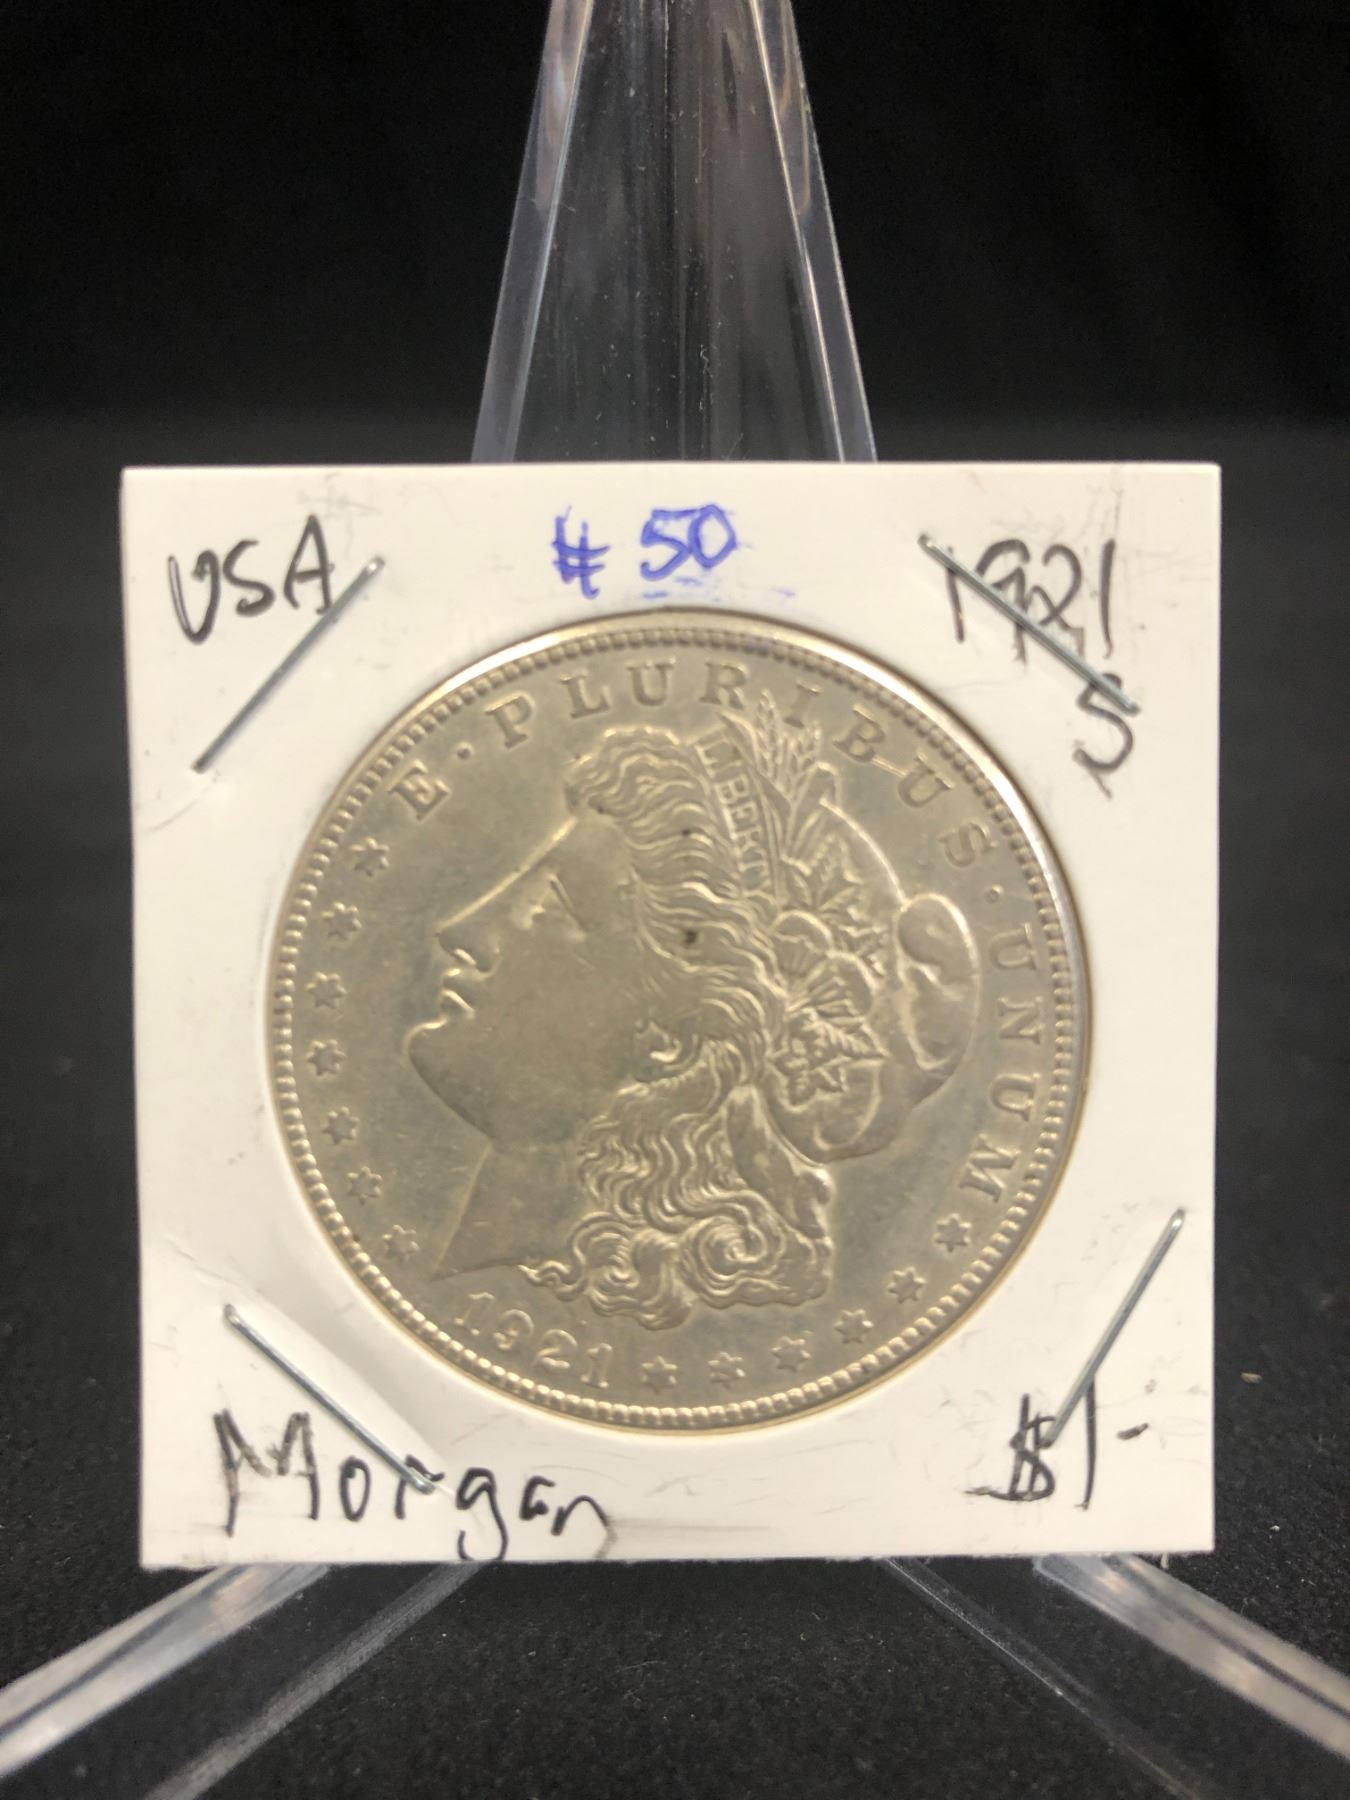 USA # 50 1921
S
E · PLURIBUS · UNUM
LIBERTY
1921
Morgan $1-